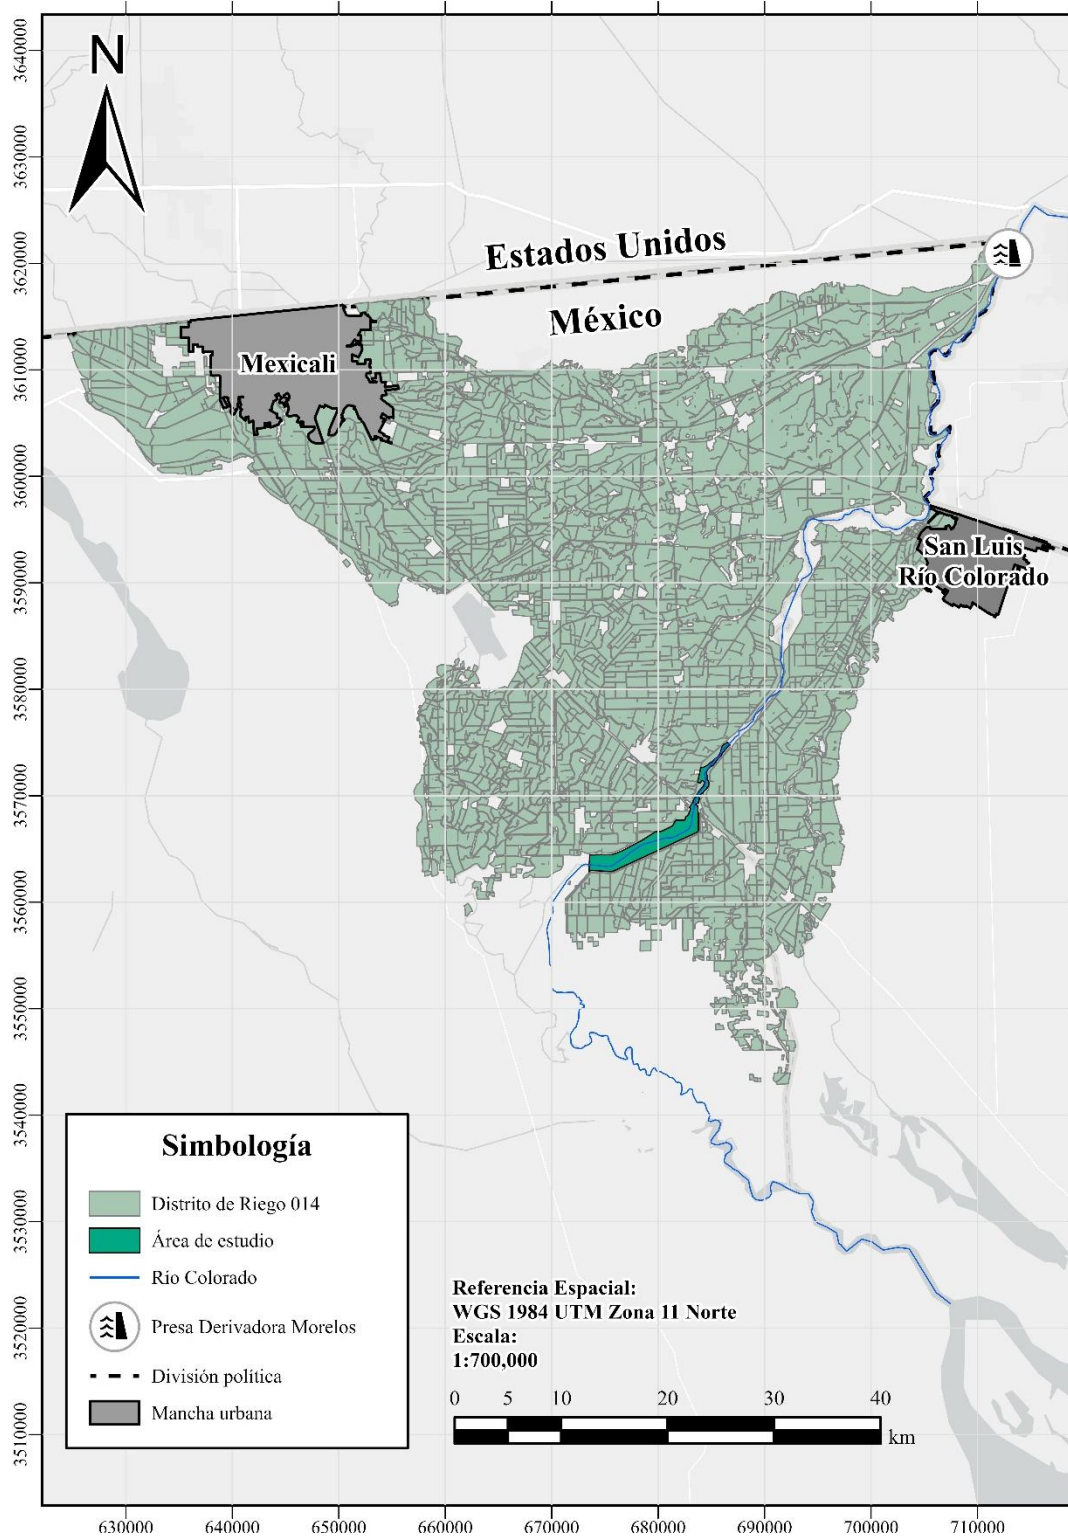 N
Estados Unidos
México
Mexicali
San Luis
Río Colorado
3640000
3630000
3620000
3610000
3600000
3590000
3580000
3570000
3560000
3550000
3540000
3530000
3520000
3510000
Simbología
Distrito de Riego 014
Área de estudio
Río Colorado
Presa Derivadora Morelos
División política
Mancha urbana
Referencia Espacial:
WGS 1984 UTM Zona 11 Norte
Escala:
1:700,000
0 5 10 20 30 40
km
630000 640000 650000 660000 670000 680000 690000 700000 710000